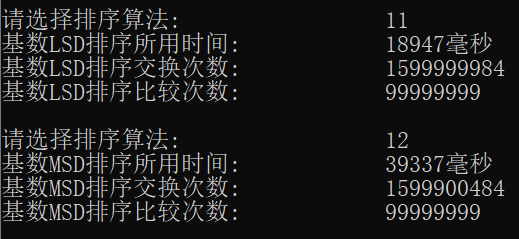 请选择排序算法: 11
基数LSD排序所用时间: 18947毫秒
基数LSD排序交换次数: 1599999984
基数LSD排序比较次数: 99999999
请选择排序算法: 12
基数MSD排序所用时间: 39337毫秒
基数MSD排序交换次数: 1599900484
基数MSD排序比较次数: 99999999